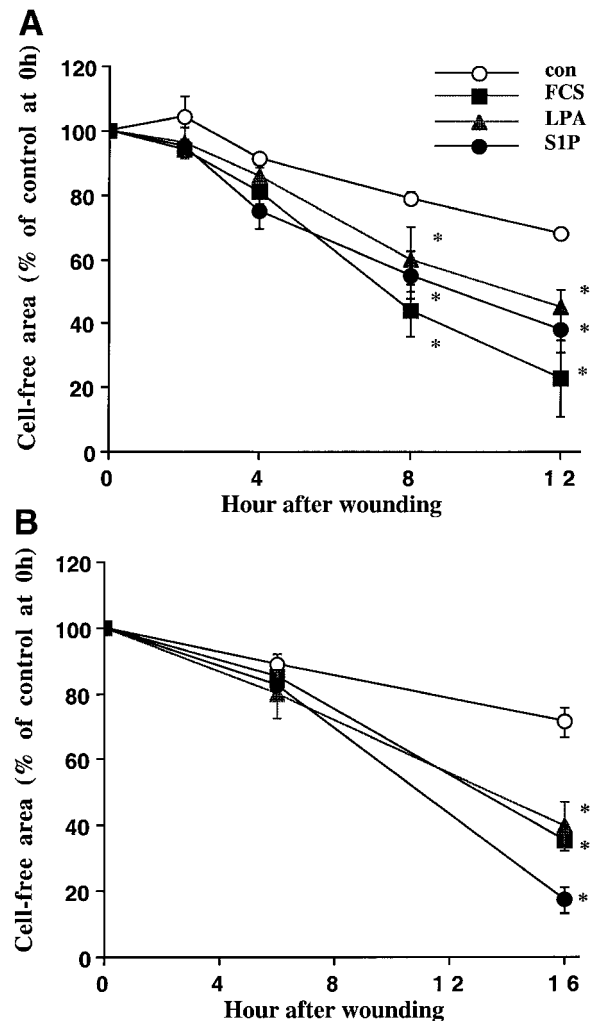 A
Cell-free area (% of control at 0h)
120
100
80
60
40
20
0
con
FCS
LPA
S1P
*
*
*
*
*
*
0 4 8 1 2
Hour after wounding
B
Cell-free area (% of control at 0h)
120
100
80
60
40
20
0
*
*
*
0 4 8 1 2 1 6
Hour after wounding